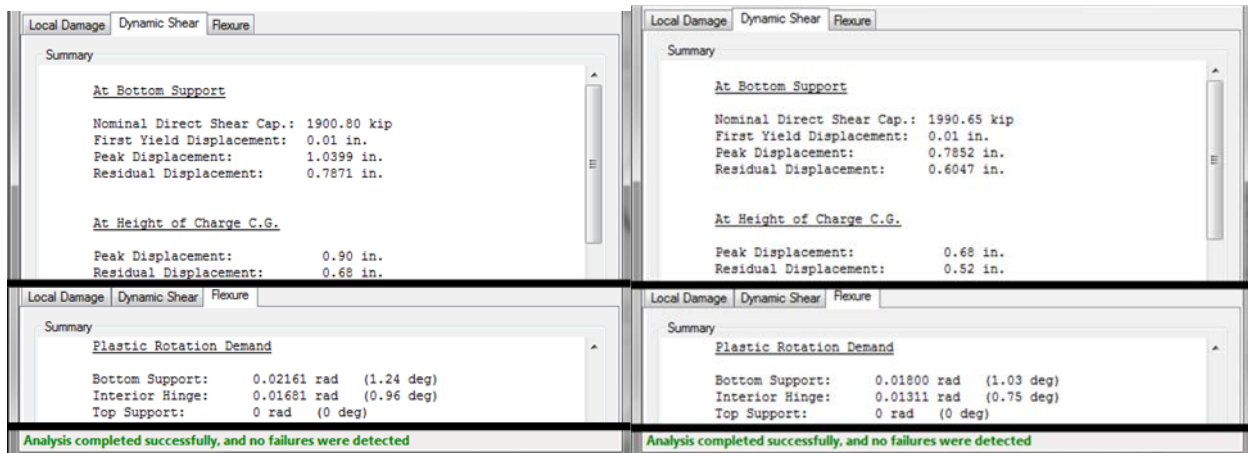 Local Damage Dynamic Shear Flexure
Summary
At Bottom Support
Nominal Direct Shear Cap.: 1900.80 kip
First Yield Displacement: 0.01 in.
Peak Displacement: 1.0399 in.
Residual Displacement: 0.7871 in.
At Height of Charge C.G.
Peak Displacement: 0.90 in.
Residual Displacement: 0.68 in.
Local Damage Dynamic Shear Flexure
Summary
Plastic Rotation Demand
Bottom Support: 0.02161 rad (1.24 deg)
Interior Hinge: 0.01681 rad (0.96 deg)
Top Support: 0 rad (0 deg)
Analysis completed successfully, and no failures were detected
Local Damage Dynamic Shear Flexure
Summary
At Bottom Support
Nominal Direct Shear Cap.: 1990.65 kip
First Yield Displacement: 0.01 in.
Peak Displacement: 0.7852 in.
Residual Displacement: 0.6047 in.
At Height of Charge C.G.
Peak Displacement: 0.68 in.
Residual Displacement: 0.52 in.
Local Damage Dynamic Shear Flexure
Summary
Plastic Rotation Demand
Bottom Support: 0.01800 rad (1.03 deg)
Interior Hinge: 0.01311 rad (0.75 deg)
Top Support: 0 rad (0 deg)
Analysis completed successfully, and no failures were detected